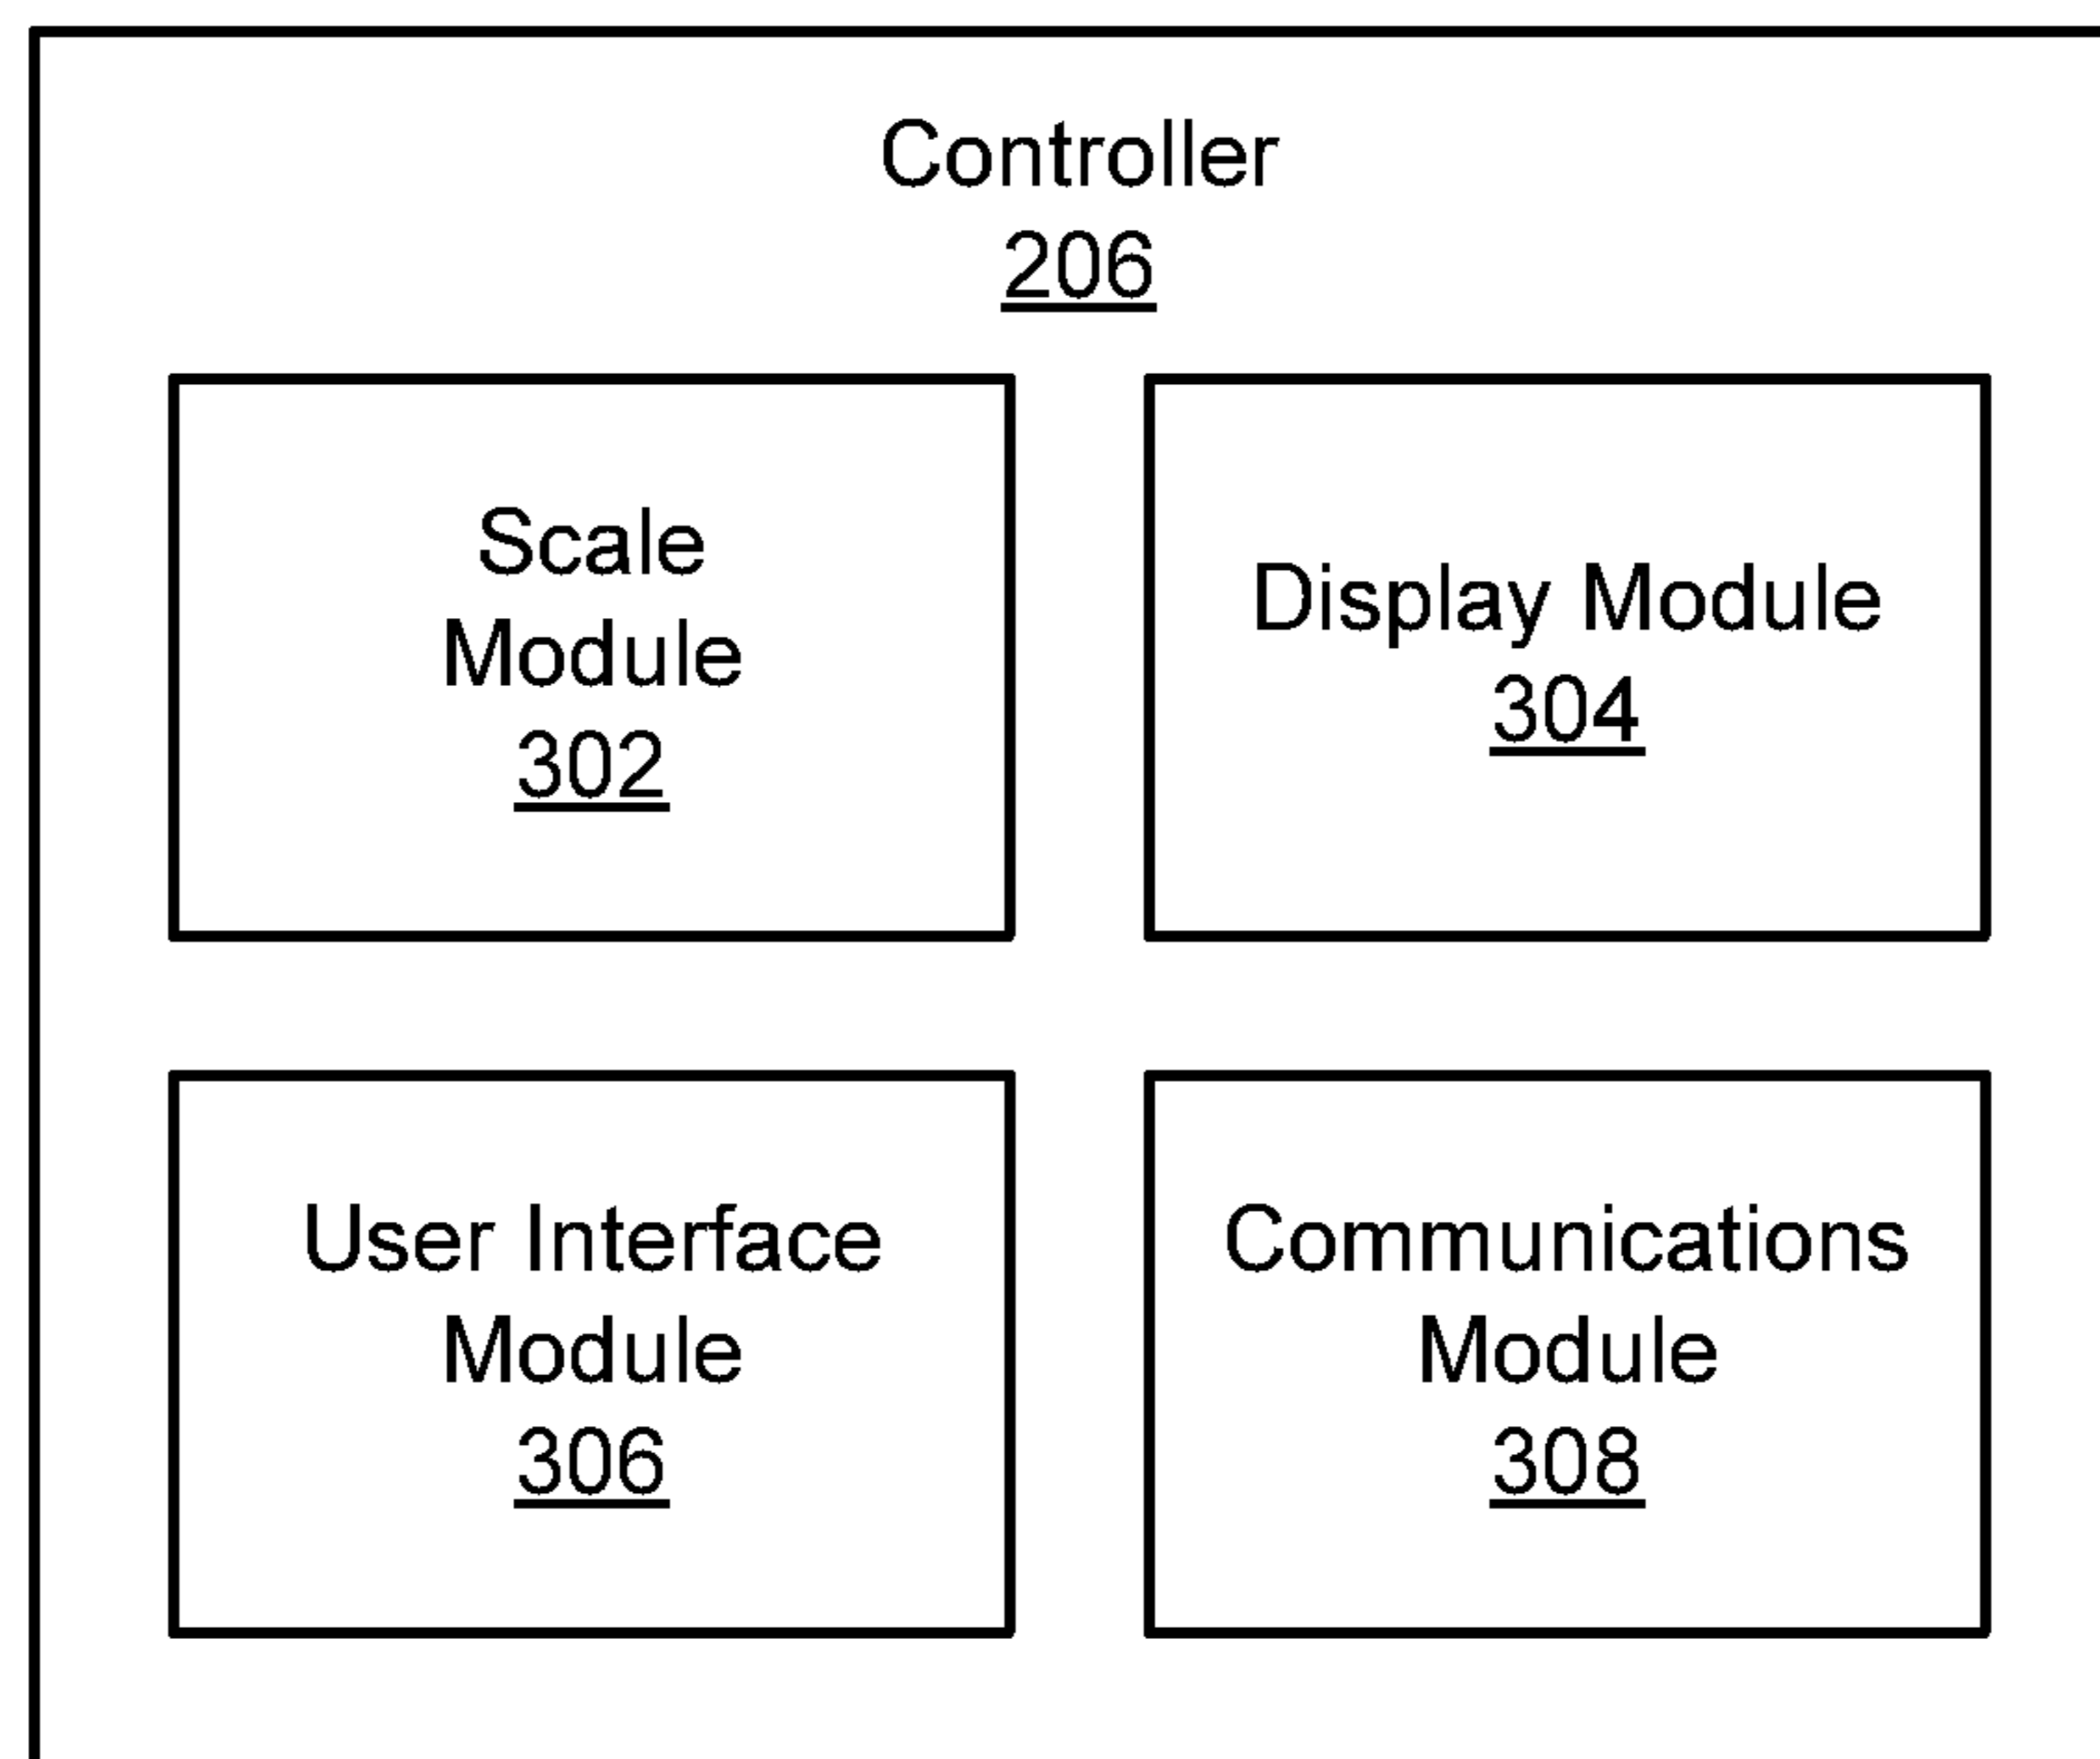 Controller
206
Scale
Module
302
Display Module
304
User Interface
Module
306
Communications
Module
308